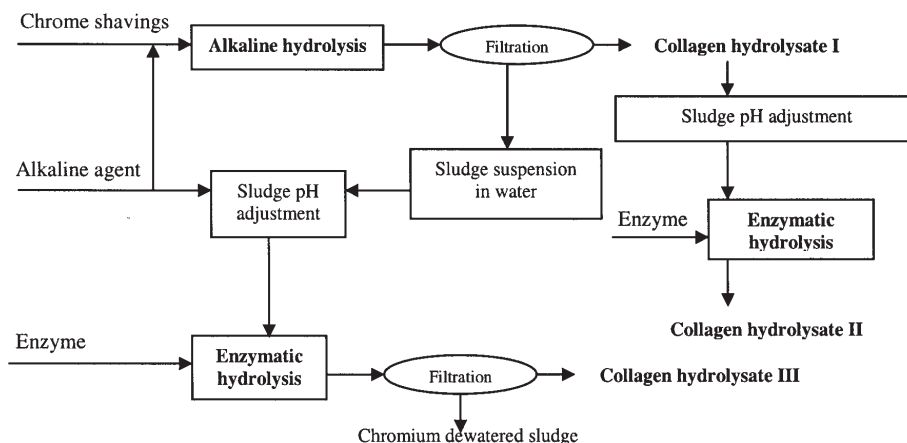 Chrome shavings
Alkaline hydrolysis
Filtration
Collagen hydrolysate I
Sludge pH adjustment
Alkaline agent
Sludge pH
adjustment
Sludge suspension
in water
Enzyme
Enzymatic
hydrolysis
Collagen hydrolysate II
Enzyme
Enzymatic
hydrolysis
Filtration
Collagen hydrolysate III
Chromium dewatered sludge